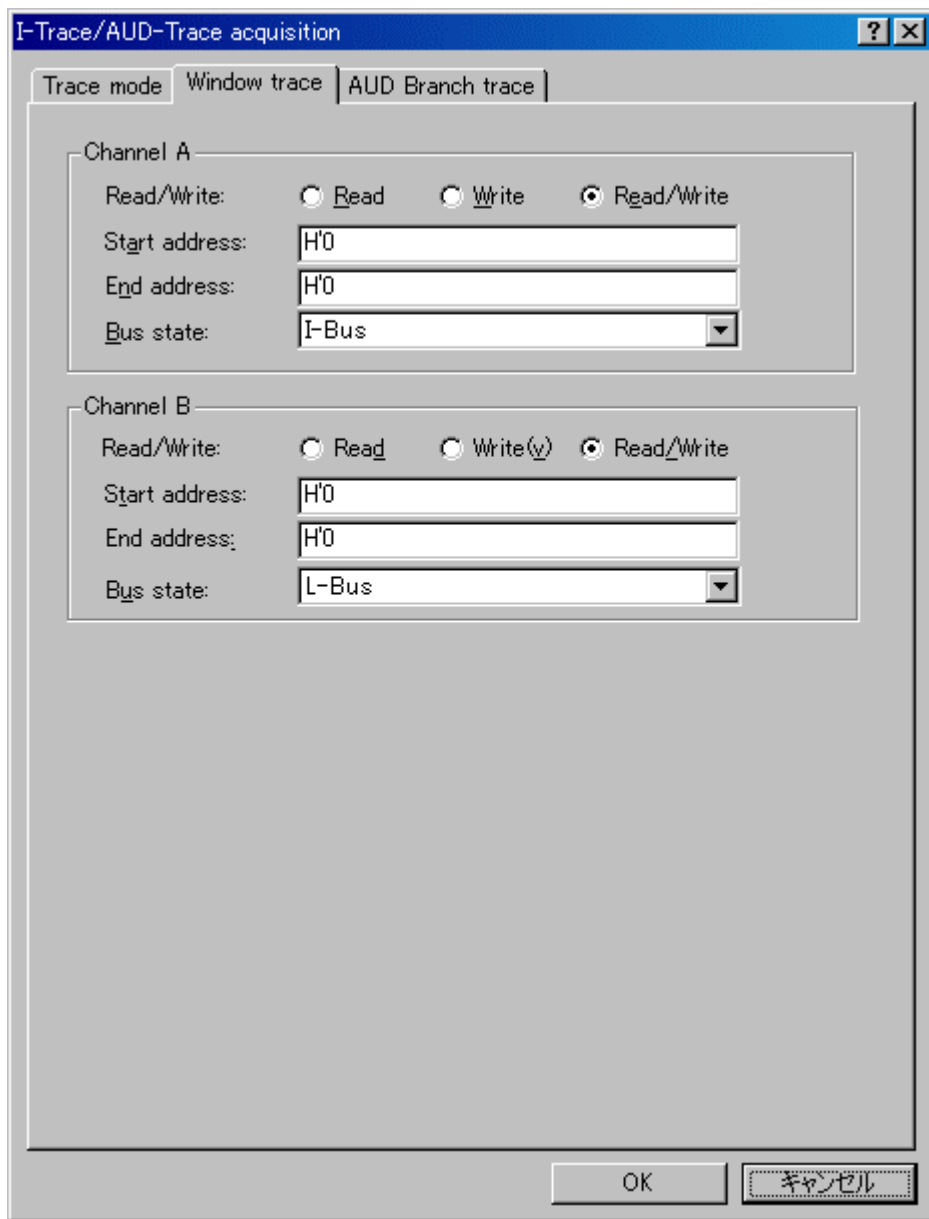 I-Trace/AUD-Trace acquisition
Trace mode Window trace AUD Branch trace
Channel A
Read/Write: Read Write Read/Write
Start address: H'0
End address: H'0
Bus state: I-Bus
Channel B
Read/Write: Read Write(v) Read/Write
Start address: H'0
End address: H'0
Bus state: L-Bus
OK キャンセル